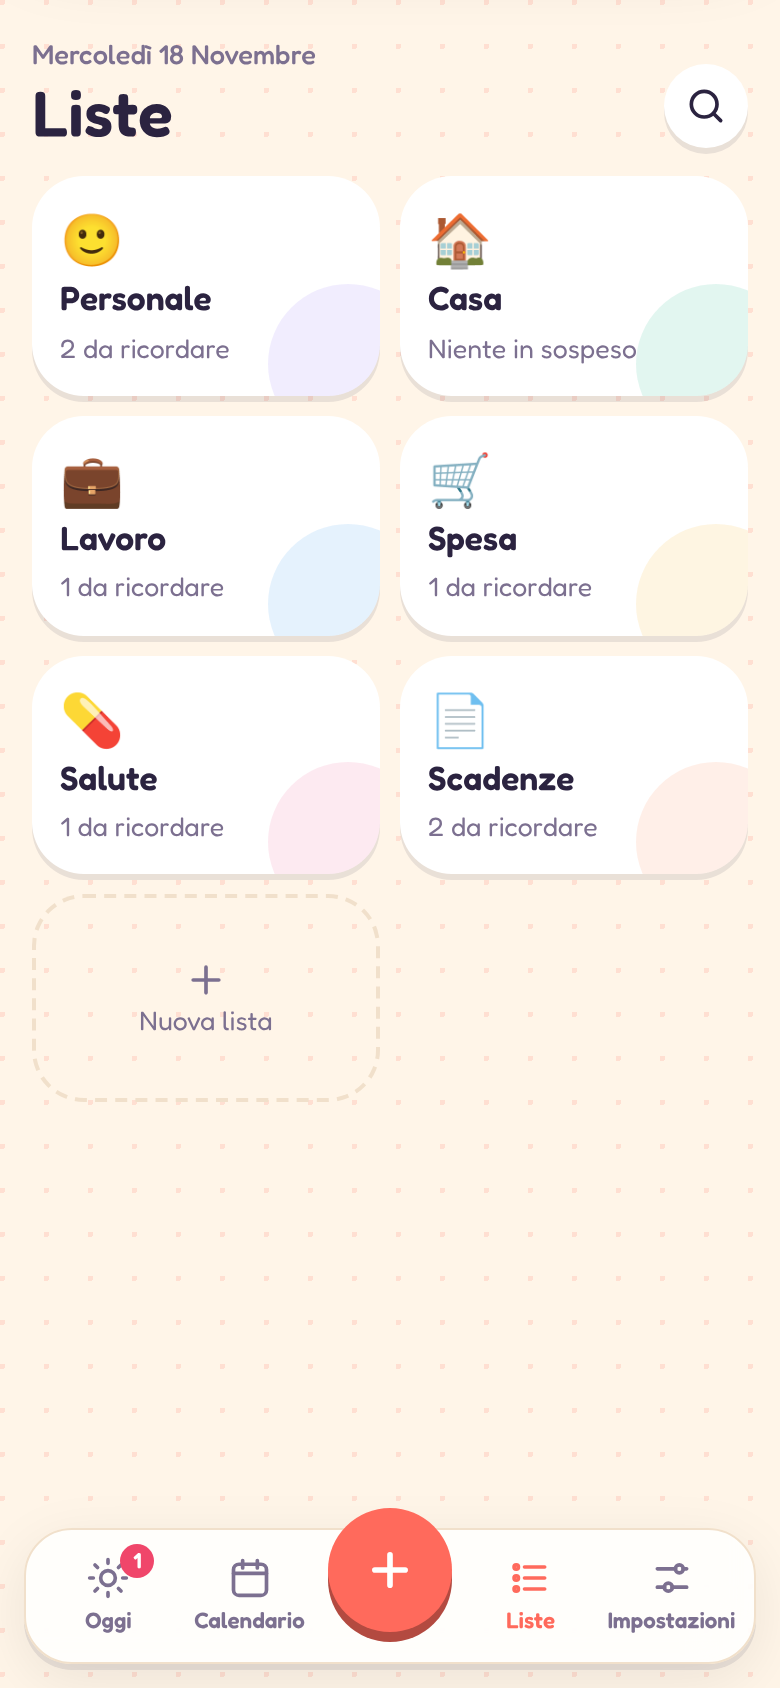 Mercoledì 18 Novembre
Liste
Personale
2 da ricordare
Casa
Niente in sospeso
Lavoro
1 da ricordare
Spesa
1 da ricordare
Salute
1 da ricordare
Scadenze
2 da ricordare
Nuova lista
1
Oggi
Calendario
Liste
Impostazioni